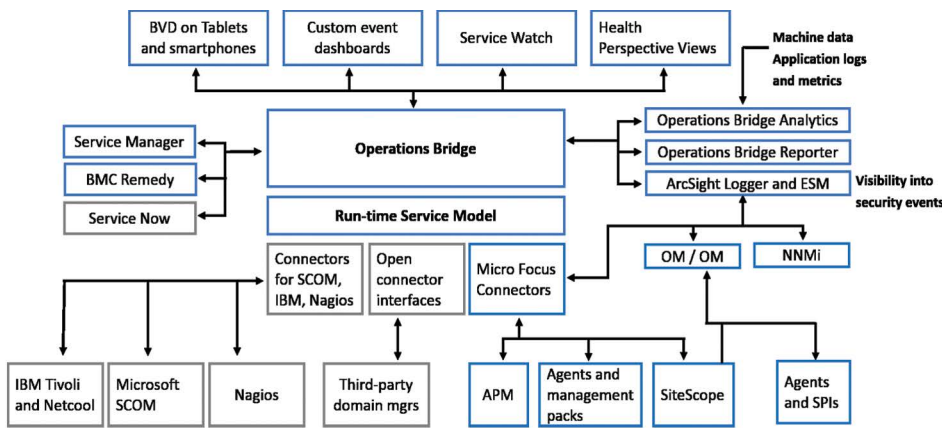 BVD on Tablets
and smartphones
Custom event
dashboards
Service Watch
Health
Perspective Views
Machine data
Application logs
and metrics
Operations Bridge
Service Manager
BMC Remedy
Service Now
Operations Bridge Analytics
Operations Bridge Reporter
ArcSight Logger and ESM
Visibility into
security events
Run-time Service Model
Connectors
for SCOM,
IBM, Nagios
Open
connector
interfaces
Micro Focus
Connectors
OM / OM
NNMi
IBM Tivoli
and Netcool
Microsoft
SCOM
Nagios
Third-party
domain mgrs
APM
Agents and
management
packs
SiteScope
Agents
and SPIs